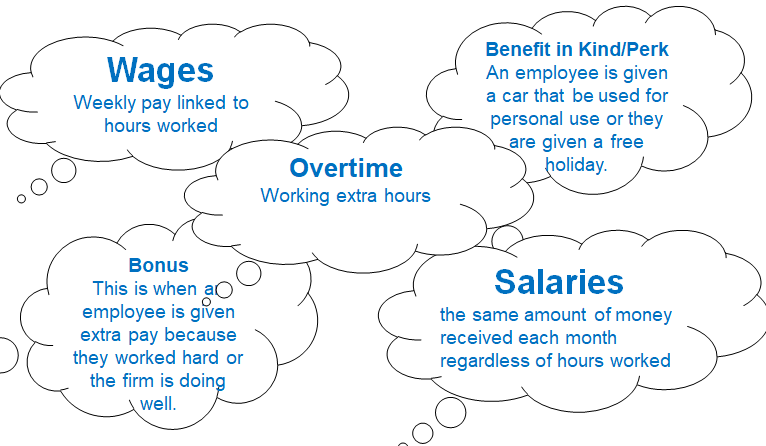 Wages
Weekly pay linked to
hours worked
Benefit in Kind/Perk
An employee is given
a car that be used for
personal use or they
are given a free
holiday.
Overtime
Working extra hours
Bonus
This is when an
employee is given
extra pay because
they worked hard or
the firm is doing
well.
Salaries
the same amount of money
received each month
regardless of hours worked